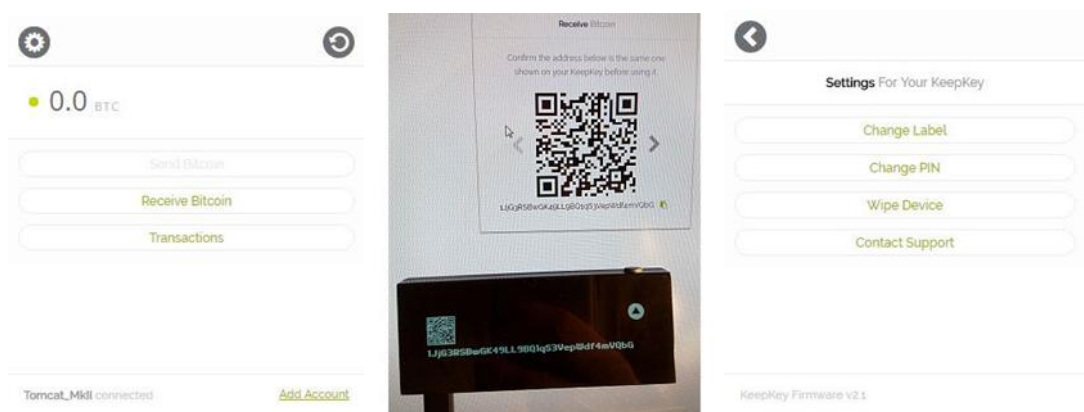 0.0 BTC
Send Bitcoin
Receive Bitcoin
Transactions
Tomcat_MkII connected
Add Account
Receive Bitcoin
Confirm the address below is the same one
shown on your KeepKey before using it
1JjG3RSBwGK49LL9BQ1qS3VepWdf4mVQbG
1JjG3RSBwGK49LL9BQ1qS3VepWdf4mVQbG
Settings For Your KeepKey
Change Label
Change PIN
Wipe Device
Contact Support
KeepKey Firmware v2.1